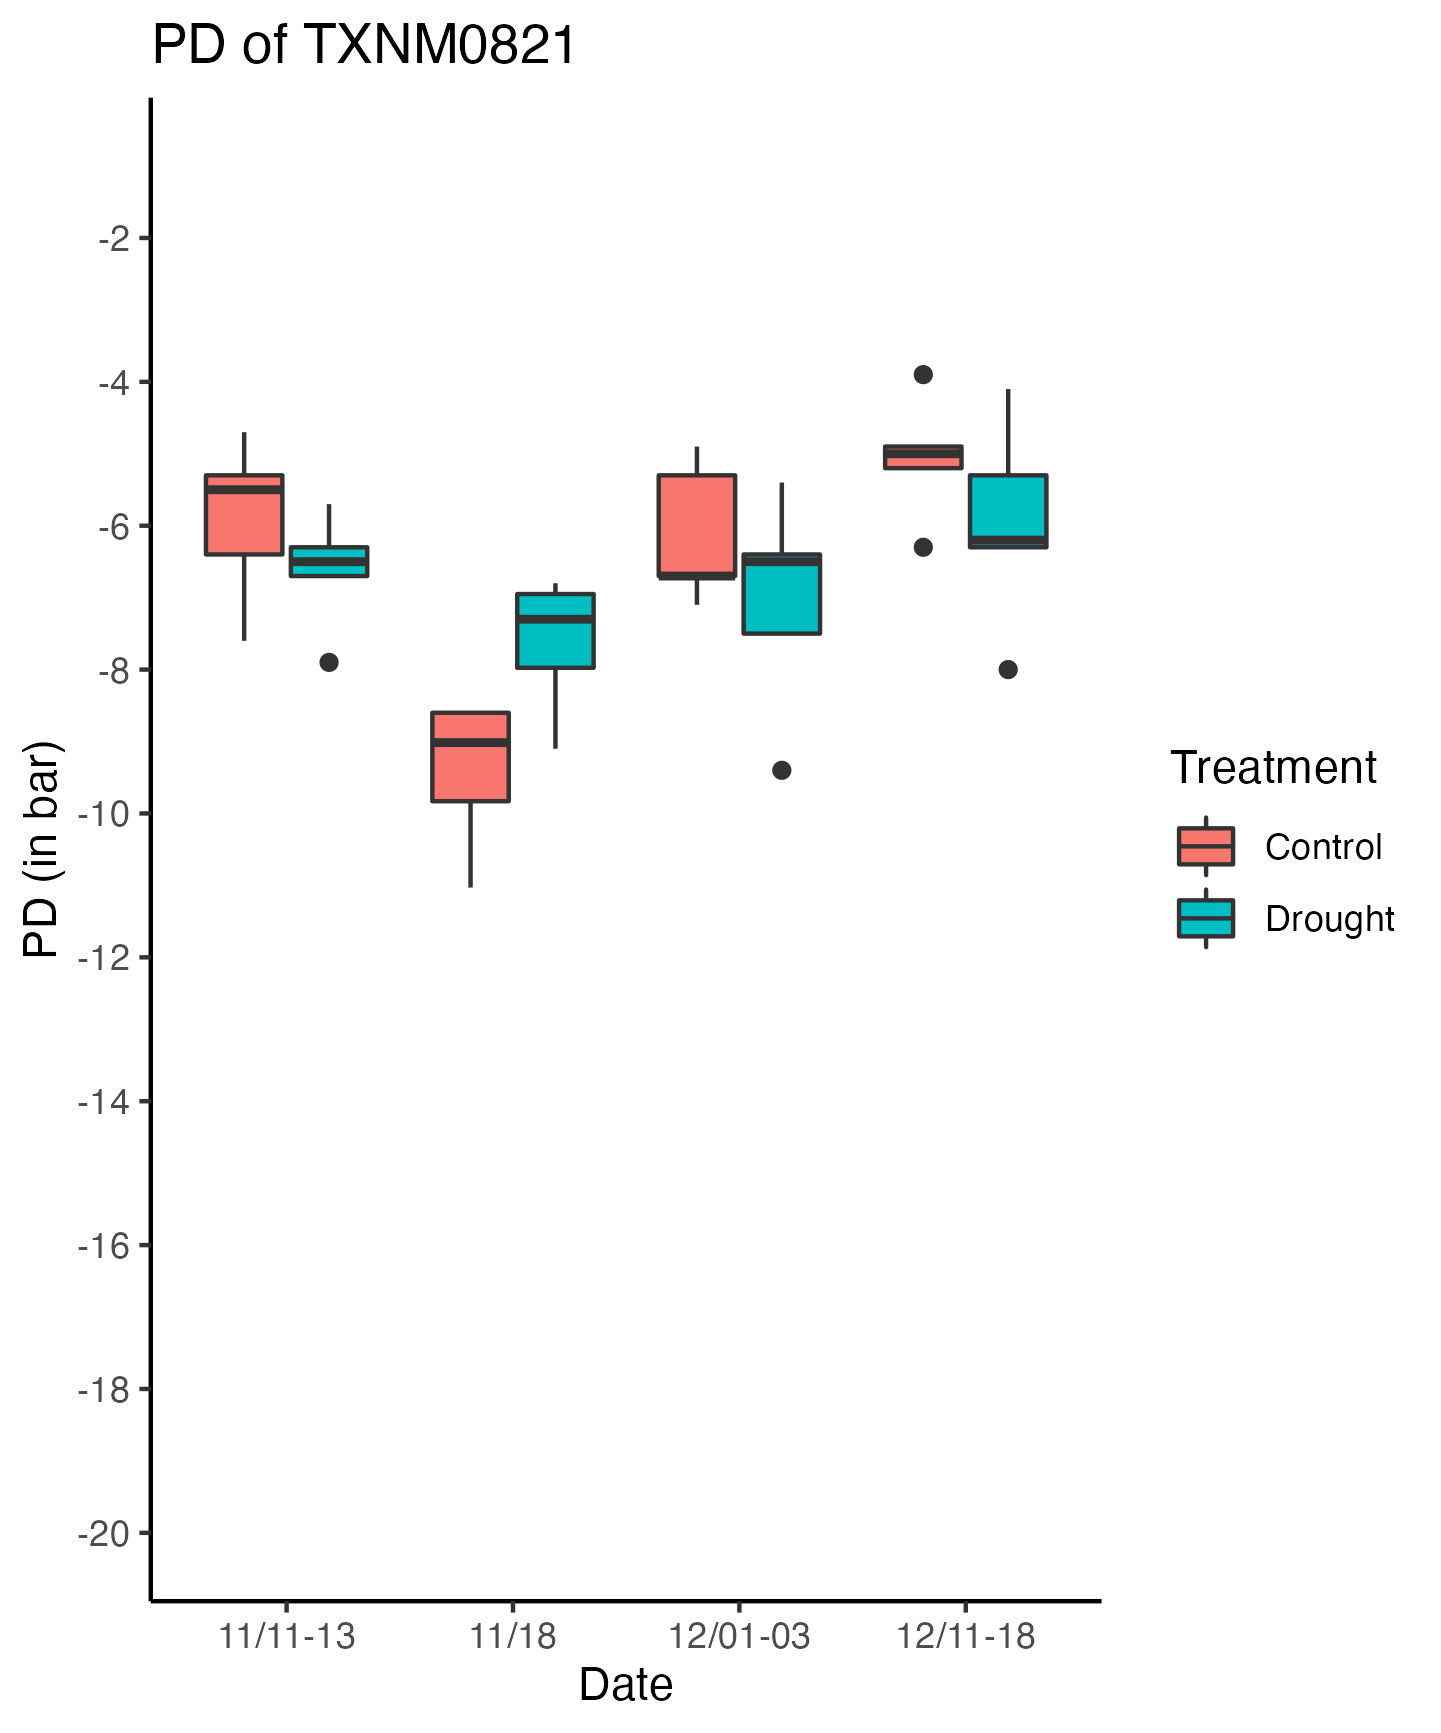 PD of TXNM0821
PD (in bar)
-2
-4
-6
-8
-10
-12
-14
-16
-18
-20
11/11-13
11/18
12/01-03
12/11-18
Date
Treatment
Control
Drought